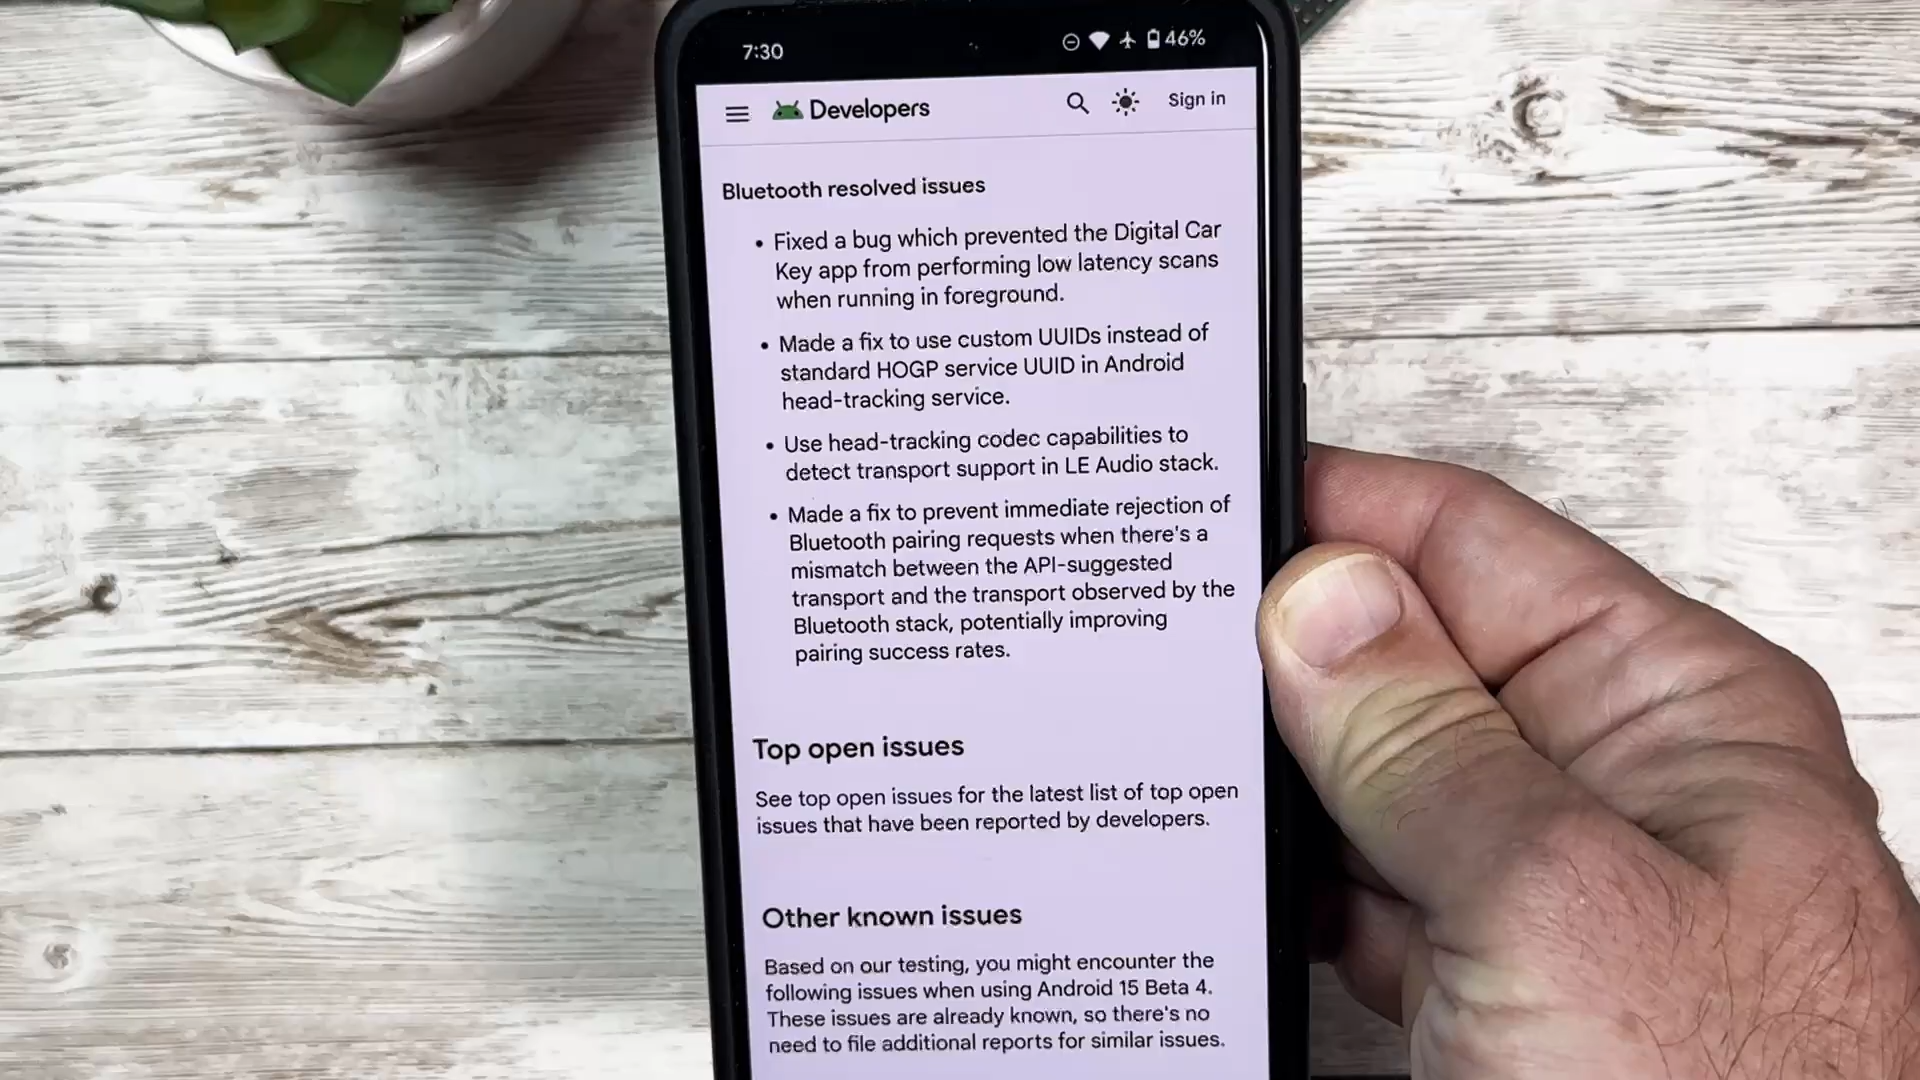 7:30
46%
Developers
Sign in
Bluetooth resolved issues
• Fixed a bug which prevented the Digital Car
Key app from performing low latency scans
when running in foreground.
• Made a fix to use custom UUIDs instead of
standard HOGP service UUID in Android
head-tracking service.
• Use head-tracking codec capabilities to
detect transport support in LE Audio stack.
• Made a fix to prevent immediate rejection of
Bluetooth pairing requests when there's a
mismatch between the API-suggested
transport and the transport observed by the
Bluetooth stack, potentially improving
pairing success rates.
Top open issues
See top open issues for the latest list of top open
issues that have been reported by developers.
Other known issues
Based on our testing, you might encounter the
following issues when using Android 15 Beta 4.
These issues are already known, so there's no
need to file additional reports for similar issues.